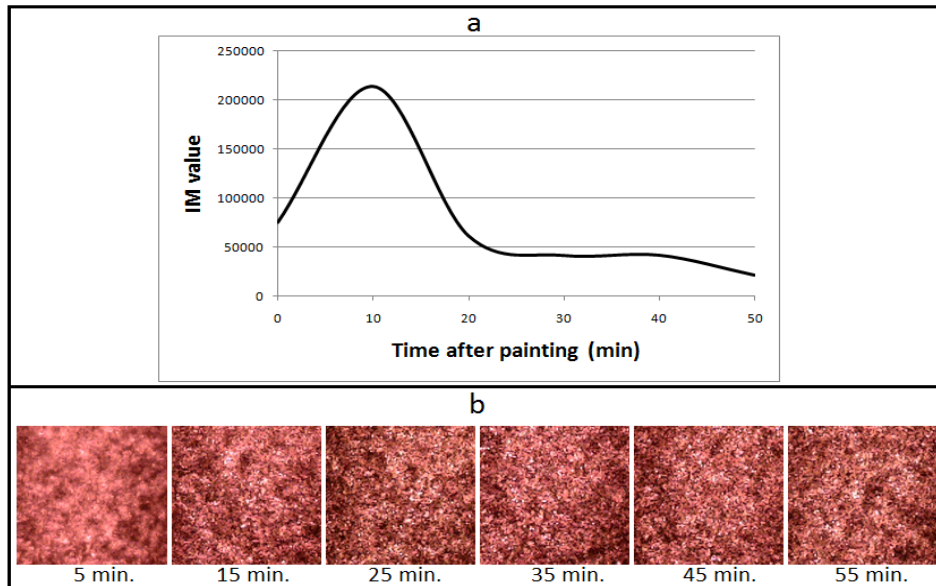 a
250000
200000
150000
100000
50000
0
IM value
0 10 20 30 40 50
Time after painting (min)
b
5 min. 15 min. 25 min. 35 min. 45 min. 55 min.